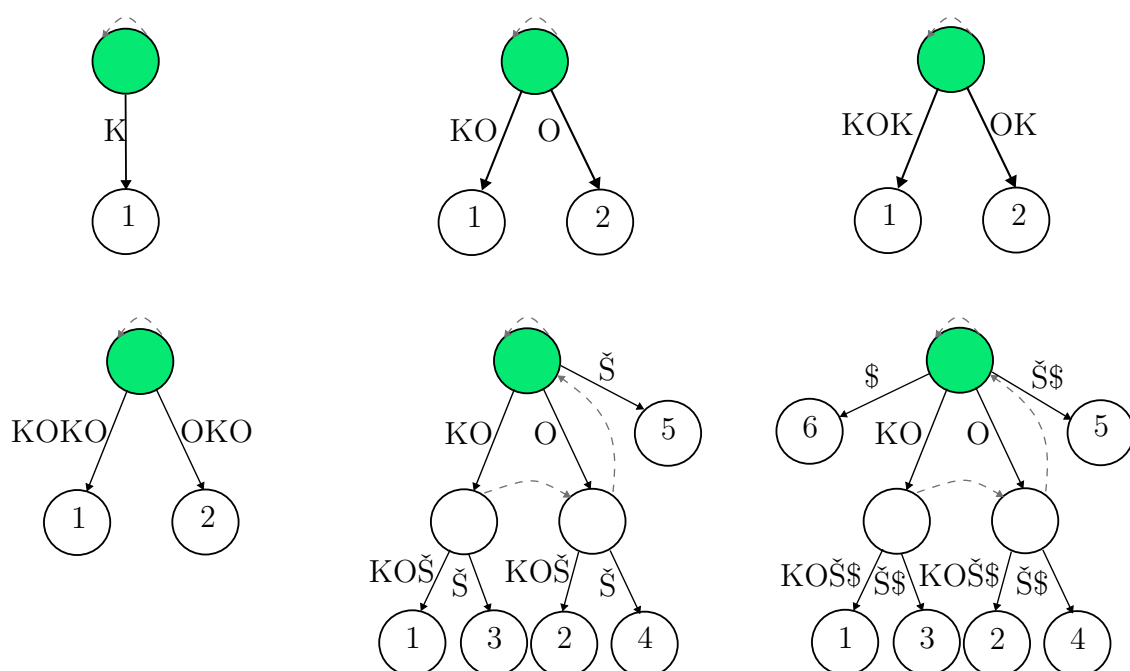 K
KO O
KOK OK
1
1 2
1 2
Š
$ Š$
KOKO OKO
KO O
5
6
KO O
5
1 2
KOŠ Š KOŠ Š
KOŠ$ Š$ KOŠ$ Š$
1 3 2 4
1 3 2 4